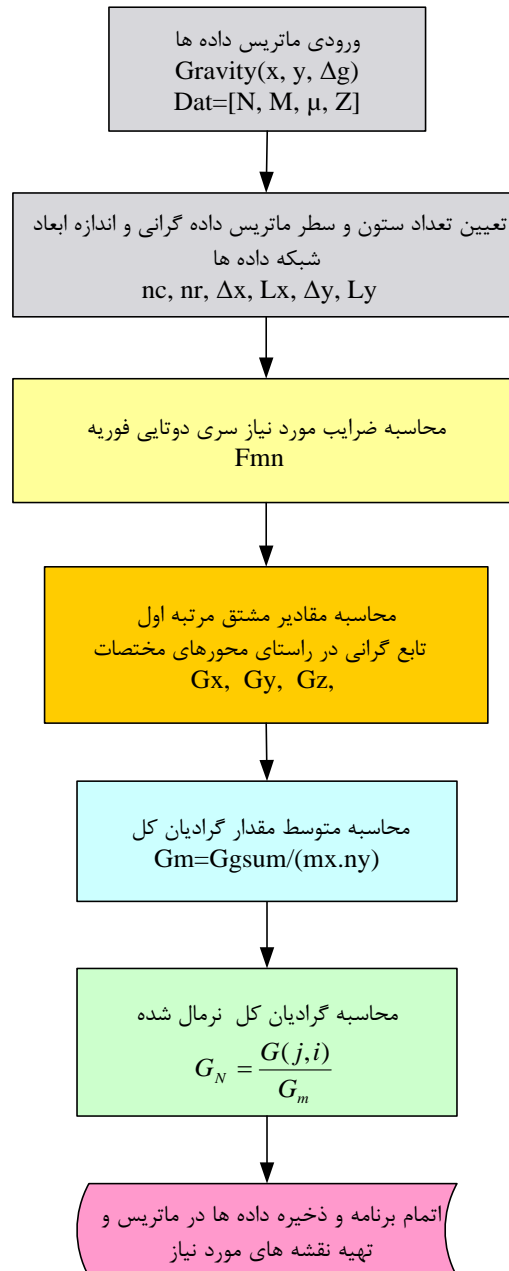 ورودی ماتریس داده ها
Gravity(x, y, Δg)
Dat=[N, M, µ, Z]
تعیین تعداد ستون و سطر ماتریس داده گرانی و اندازه ابعاد
شبکه داده ها
nc, nr, Δx, Lx, Δy, Ly
محاسبه ضرایب مورد نیاز سری دوتایی فوریه
Fmn
محاسبه مقادیر مشتق مرتبه اول
تابع گرانی در راستای محورهای مختصات
Gx, Gy, Gz,
محاسبه متوسط مقدار گرادیان کل
Gm=Ggsum/(mx.ny)
محاسبه گرادیان کل نرمال شده
G_N = G(j,i) / G_m
اتمام برنامه و ذخیره داده ها در ماتریس و
تهیه نقشه های مورد نیاز